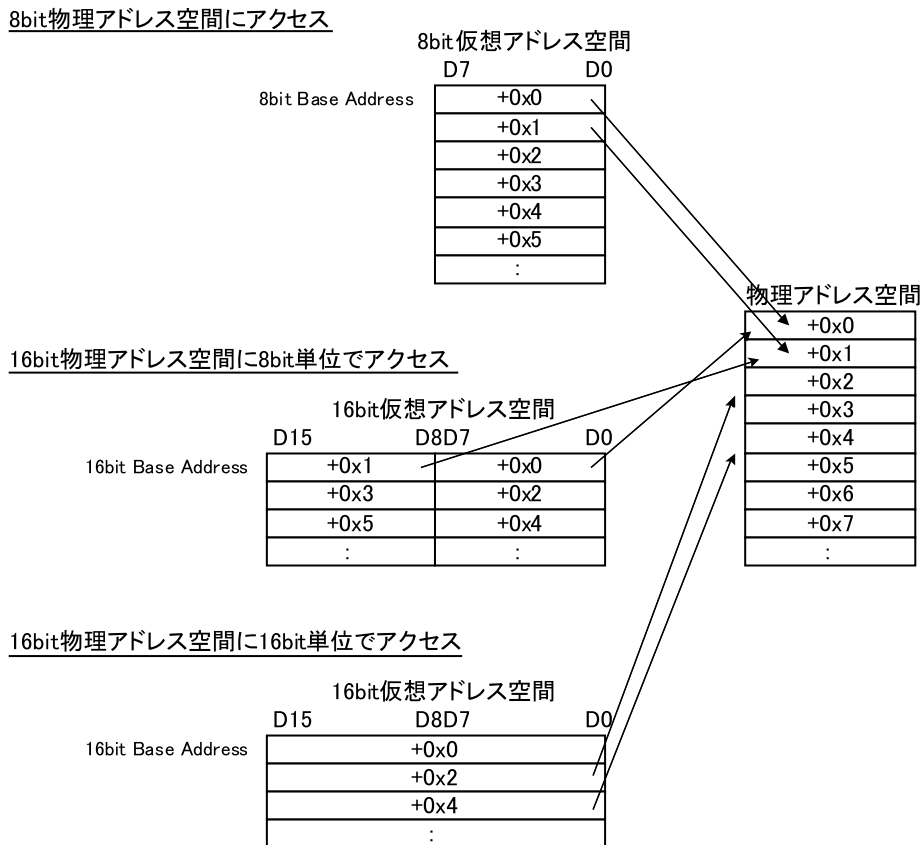 8bit物理アドレス空間にアクセス
8bit仮想アドレス空間
D7 D0
8bit Base Address
+0x0
+0x1
+0x2
+0x3
+0x4
+0x5
:
物理アドレス空間
+0x0
+0x1
+0x2
+0x3
+0x4
+0x5
+0x6
+0x7
:
16bit物理アドレス空間に8bit単位でアクセス
16bit仮想アドレス空間
D15 D8D7 D0
16bit Base Address
+0x1 +0x0
+0x3 +0x2
+0x5 +0x4
: :
16bit物理アドレス空間に16bit単位でアクセス
16bit仮想アドレス空間
D15 D8D7 D0
16bit Base Address
+0x0
+0x2
+0x4
: